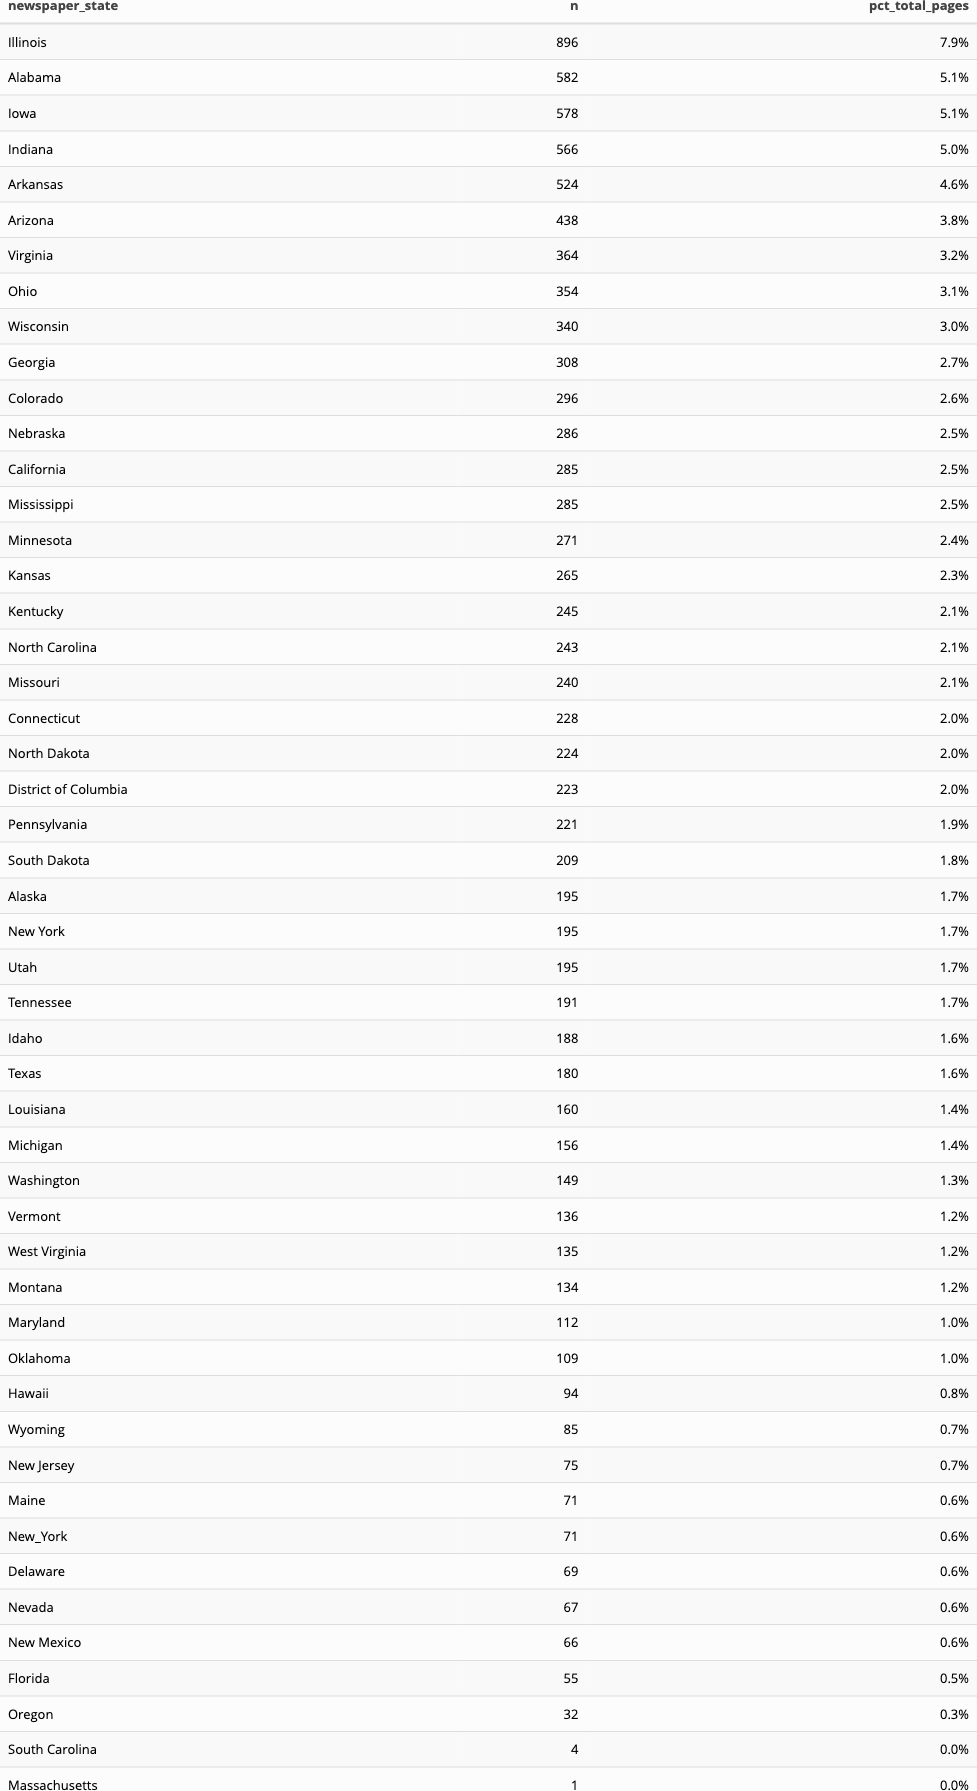 newspaper_state n pct_total_pages
Illinois 896 7.9%
Alabama 582 5.1%
Iowa 578 5.1%
Indiana 566 5.0%
Arkansas 524 4.6%
Arizona 438 3.8%
Virginia 364 3.2%
Ohio 354 3.1%
Wisconsin 340 3.0%
Georgia 308 2.7%
Colorado 296 2.6%
Nebraska 286 2.5%
California 285 2.5%
Mississippi 285 2.5%
Minnesota 271 2.4%
Kansas 265 2.3%
Kentucky 245 2.1%
North Carolina 243 2.1%
Missouri 240 2.1%
Connecticut 228 2.0%
North Dakota 224 2.0%
District of Columbia 223 2.0%
Pennsylvania 221 1.9%
South Dakota 209 1.8%
Alaska 195 1.7%
New York 195 1.7%
Utah 195 1.7%
Tennessee 191 1.7%
Idaho 188 1.6%
Texas 180 1.6%
Louisiana 160 1.4%
Michigan 156 1.4%
Washington 149 1.3%
Vermont 136 1.2%
West Virginia 135 1.2%
Montana 134 1.2%
Maryland 112 1.0%
Oklahoma 109 1.0%
Hawaii 94 0.8%
Wyoming 85 0.7%
New Jersey 75 0.7%
Maine 71 0.6%
New_York 71 0.6%
Delaware 69 0.6%
Nevada 67 0.6%
New Mexico 66 0.6%
Florida 55 0.5%
Oregon 32 0.3%
South Carolina 4 0.0%
Massachusetts 1 0.0%